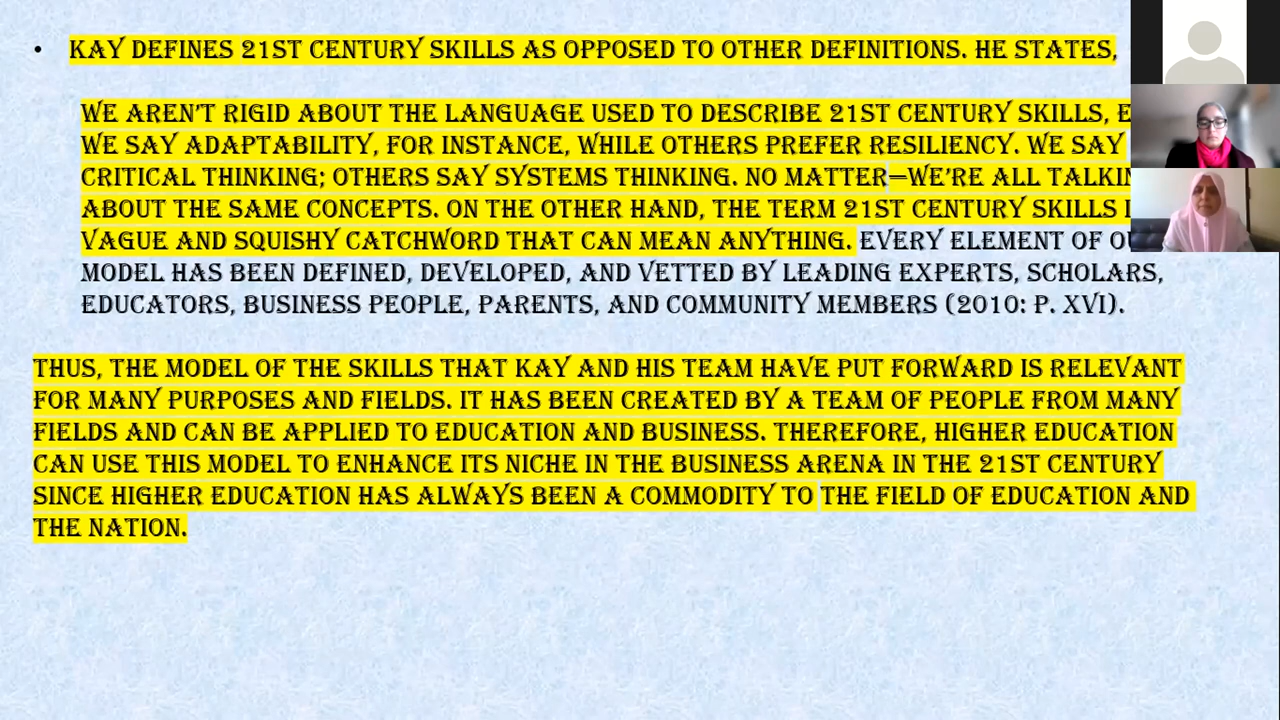 • KAY DEFINES 21ST CENTURY SKILLS AS OPPOSED TO OTHER DEFINITIONS. HE STATES,
WE AREN'T RIGID ABOUT THE LANGUAGE USED TO DESCRIBE 21ST CENTURY SKILLS,
WE SAY ADAPTABILITY, FOR INSTANCE, WHILE OTHERS PREFER RESILIENCY. WE SAY
CRITICAL THINKING; OTHERS SAY SYSTEMS THINKING. NO MATTER—WE'RE ALL
ABOUT THE SAME CONCEPTS. ON THE OTHER HAND, THE TERM 21ST CENTURY SKILLS
VAGUE AND SQUISHY CATCHWORD THAT CAN MEAN ANYTHING. EVERY ELEMENT OF
MODEL HAS BEEN DEFINED, DEVELOPED, AND VETTED BY LEADING EXPERTS, SCHOLARS,
EDUCATORS, BUSINESS PEOPLE, PARENTS, AND COMMUNITY MEMBERS (2010: P. XVI).
THUS, THE MODEL OF THE SKILLS THAT KAY AND HIS TEAM HAVE PUT FORWARD IS RELEVANT
FOR MANY PURPOSES AND FIELDS. IT HAS BEEN CREATED BY A TEAM OF PEOPLE FROM MANY
FIELDS AND CAN BE APPLIED TO EDUCATION AND BUSINESS. THEREFORE, HIGHER EDUCATION
CAN USE THIS MODEL TO ENHANCE ITS NICHE IN THE BUSINESS ARENA IN THE 21ST CENTURY
SINCE HIGHER EDUCATION HAS ALWAYS BEEN A COMMODITY TO THE FIELD OF EDUCATION AND
THE NATION.